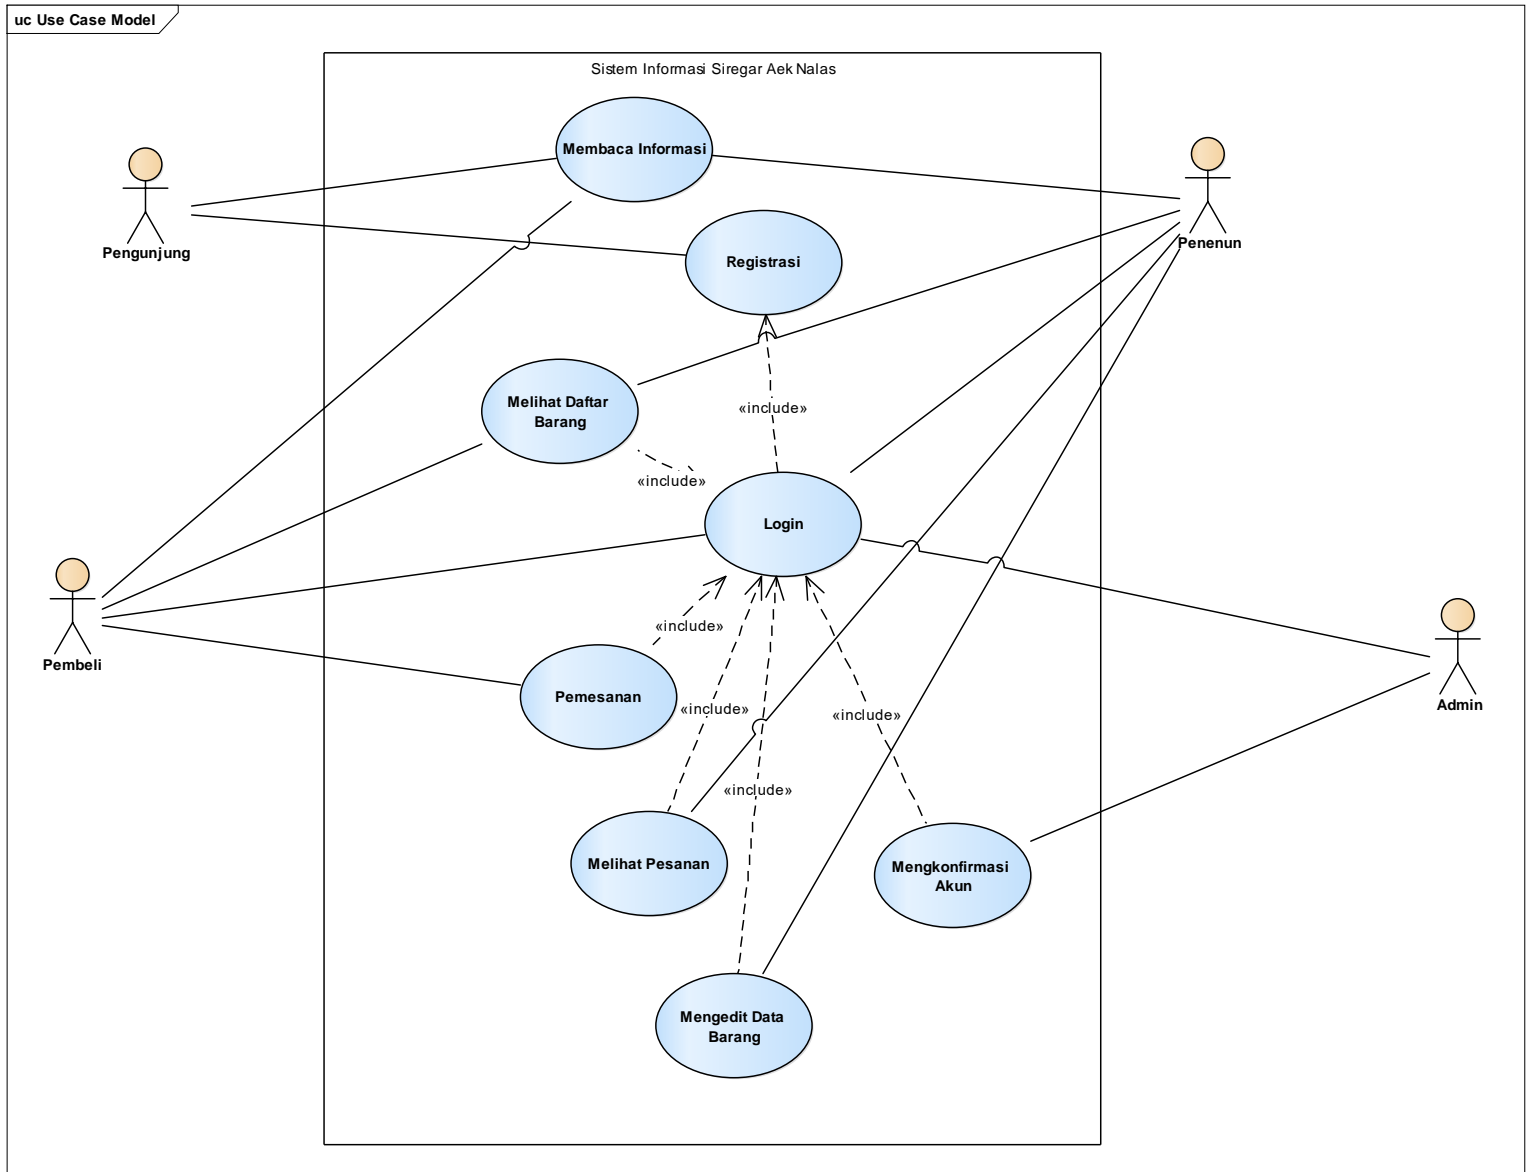 uc Use Case Model
Sistem Informasi Siregar Aek Nalas
Membaca Informasi
Pengunjung
Penenun
Registrasi
Melihat Daftar
Barang
«include»
«include»
Login
Pembeli
«include»
Admin
Pemesanan
«include»
«include»
«include»
Melihat Pesanan
Mengkonfirmasi
Akun
Mengedit Data
Barang